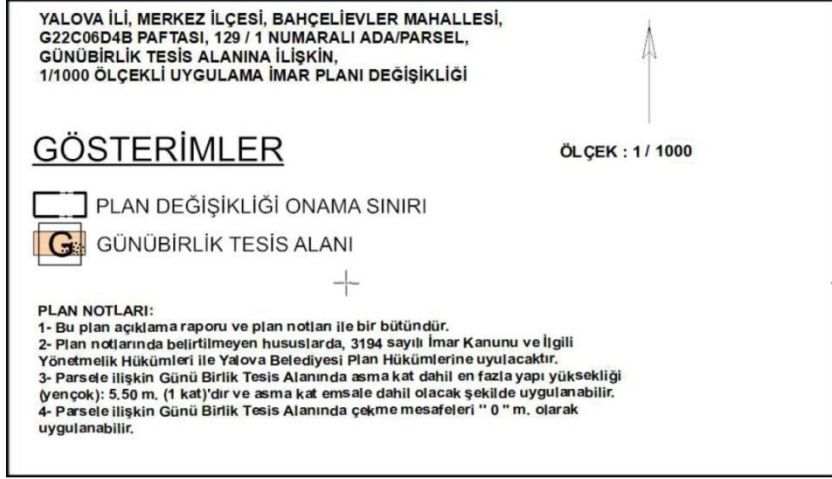 YALOVA İLİ, MERKEZ İLÇESİ, BAHÇELİEVLER MAHALLESİ,
G22C06D4B PAFTASI, 129 / 1 NUMARALI ADA/PARSEL,
GÜNÜBİRLİK TESİS ALANINA İLİŞKİN,
1/1000 ÖLÇEKLİ UYGULAMA İMAR PLANI DEĞİŞİKLİĞİ
GÖSTERİMLER
ÖLÇEK : 1 / 1000
PLAN DEĞİŞİKLİĞİ ONAMA SINIRI
G GÜNÜBİRLİK TESİS ALANI
PLAN NOTLARI:
1- Bu plan açıklama raporu ve plan notları ile bir bütündür.
2- Plan notlarında belirtilmeyen hususlarda, 3194 sayılı İmar Kanunu ve İlgili
Yönetmelik Hükümleri ile Yalova Belediyesi Plan Hükümlerine uyulacaktır.
3- Parsele ilişkin Günü Birlik Tesis Alanında asma kat dahil en fazla yapı yüksekliği
(yençok): 5.50 m. (1 kat)'dır ve asma kat emsale dahil olacak şekilde uygulanabilir.
4- Parsele ilişkin Günü Birlik Tesis Alanında çekme mesafeleri " 0 " m. olarak
uygulanabilir.